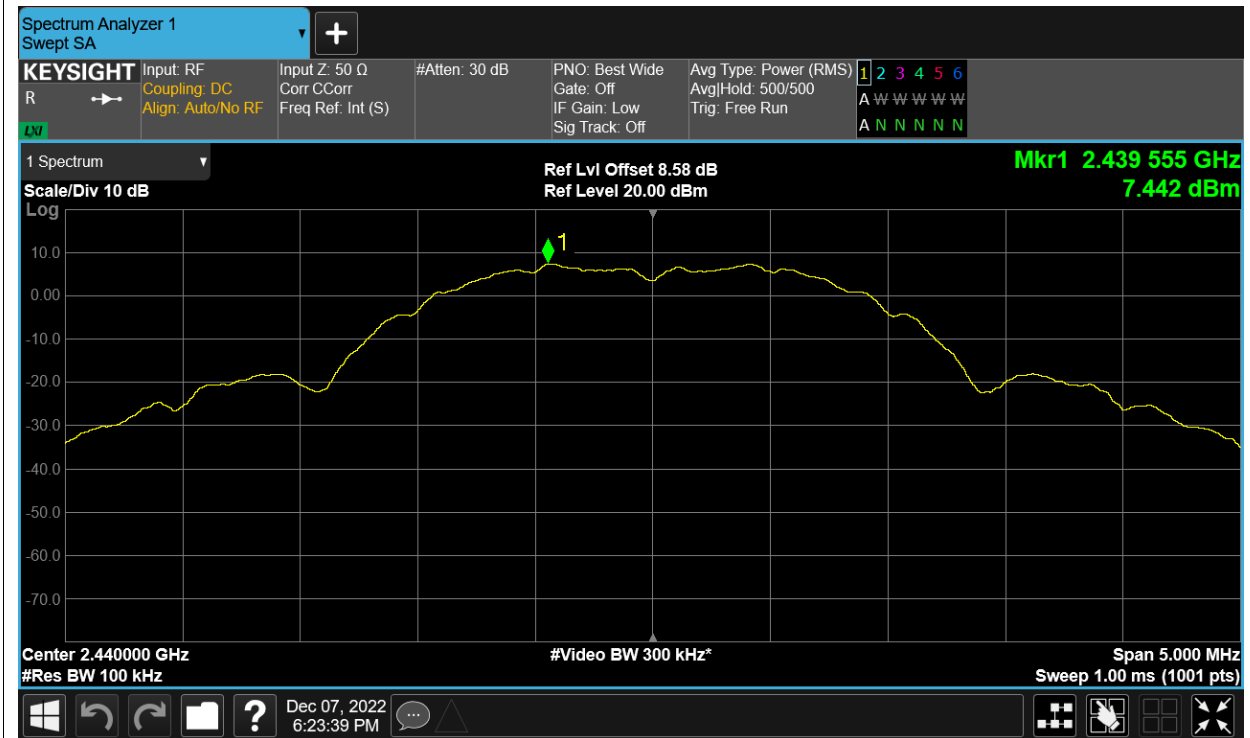 Spectrum Analyzer 1
Swept SA
KEYSIGHT
R
LXI
Input: RF
Coupling: DC
Align: Auto/No RF
Input Z: 50 Ω
Corr CCorr
Freq Ref: Int (S)
#Atten: 30 dB
PNO: Best Wide
Gate: Off
IF Gain: Low
Sig Track: Off
Avg Type: Power (RMS)
Avg|Hold: 500/500
Trig: Free Run
1 2 3 4 5 6
A W W W W W
A N N N N N
1 Spectrum
Scale/Div 10 dB
Log
Ref Lvl Offset 8.58 dB
Ref Level 20.00 dBm
Mkr1 2.439 555 GHz
7.442 dBm
1
10.0
0.00
-10.0
-20.0
-30.0
-40.0
-50.0
-60.0
-70.0
Center 2.440000 GHz
#Res BW 100 kHz
#Video BW 300 kHz*
Span 5.000 MHz
Sweep 1.00 ms (1001 pts)
?
Dec 07, 2022
6:23:39 PM